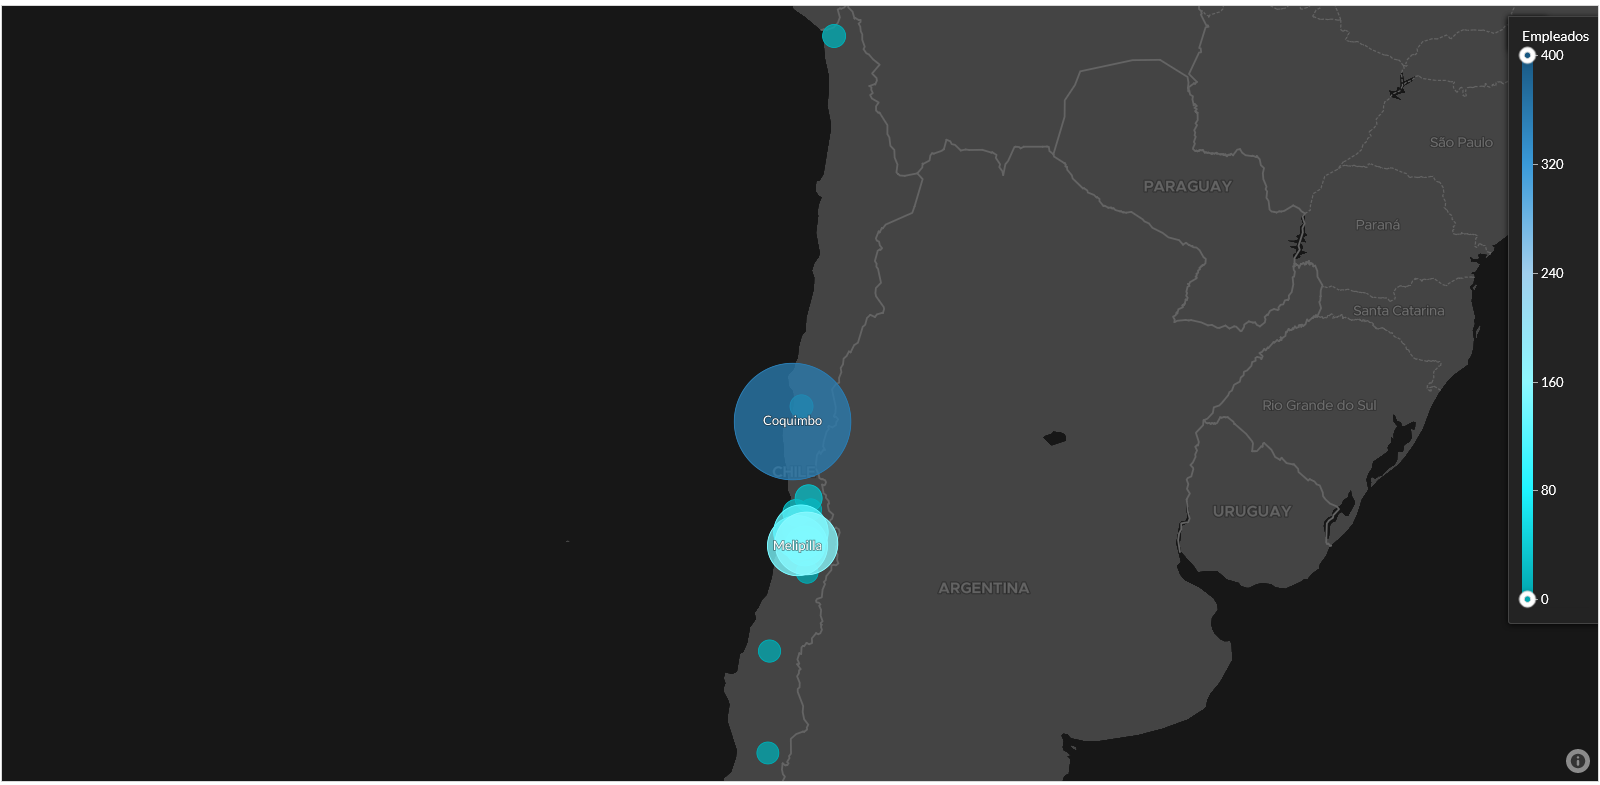 Empleados
400
320
240
160
80
0
São Paulo
PARAGUAY
Paraná
Santa Catarina
Rio Grande do Sul
Coquimbo
CHILE
URUGUAY
Melipilla
ARGENTINA